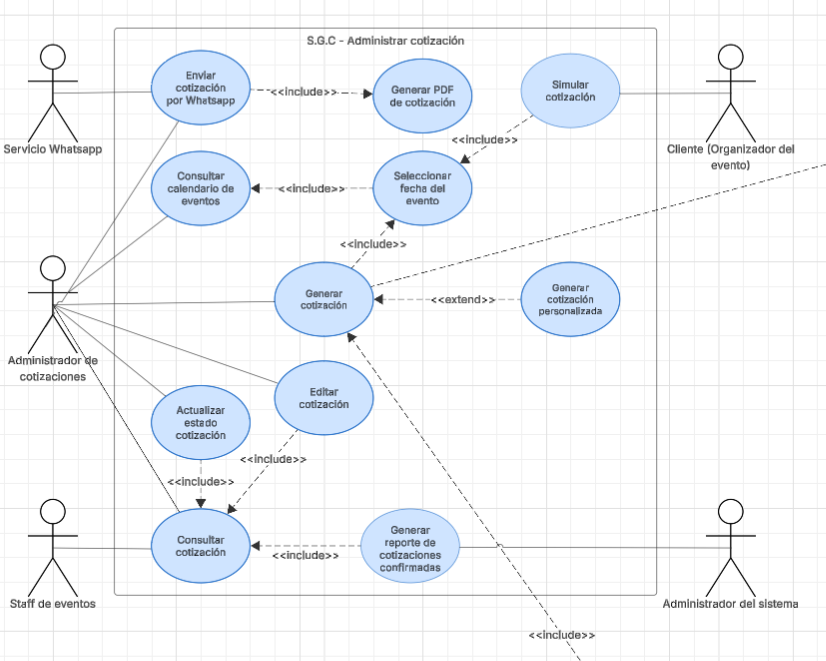 S.G.C - Administrar cotización
Enviar
cotización
por Whatsapp
<<include>>
Generar PDF
de cotización
Simular
cotización
Servicio Whatsapp
<<include>>
Cliente (Organizador del
evento)
Consultar
calendario de
eventos
<<include>>
Seleccionar
fecha del
evento
<<include>>
Administrador de
cotizaciones
Generar
cotización
<<extend>>
Generar
cotización
personalizada
Editar
cotización
Actualizar
estado
cotización
<<include>>
<<include>>
Consultar
cotización
<<include>>
Generar
reporte de
cotizaciones
confirmadas
Staff de eventos
Administrador del sistema
<<include>>